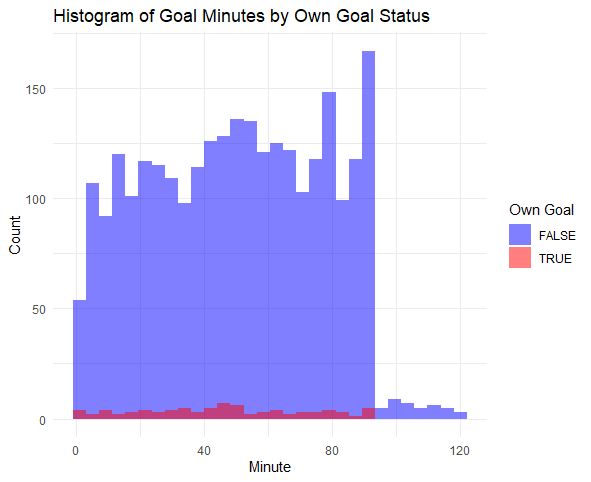 Histogram of Goal Minutes by Own Goal Status
150
100
50
0
Count
0 40 80 120
Minute
Own Goal
FALSE
TRUE